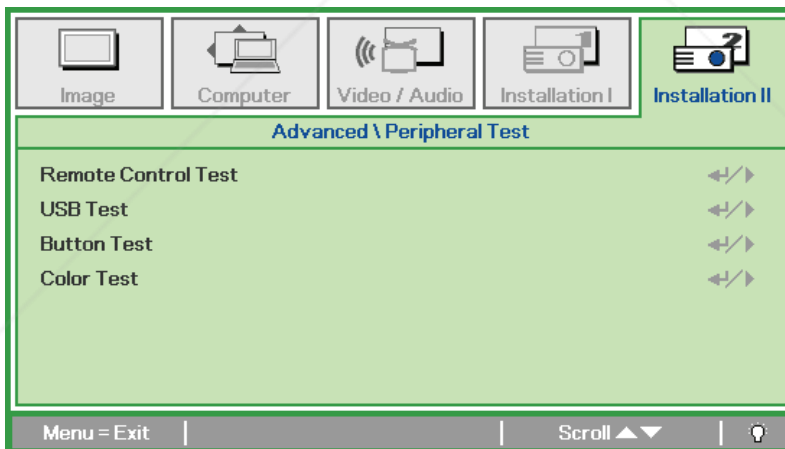 Image Computer Video / Audio Installation I Installation II
Advanced \ Peripheral Test
Remote Control Test
USB Test
Button Test
Color Test
Menu = Exit Scroll